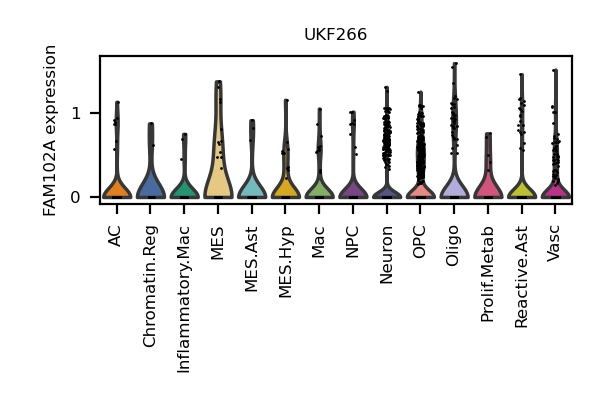 UKF266
FAM102A expression
1
0
AC
Chromatin.Reg
Inflammatory.Mac
MES
MES.Ast
MES.Hyp
Mac
NPC
Neuron
OPC
Oligo
Prolif.Metab
Reactive.Ast
Vasc